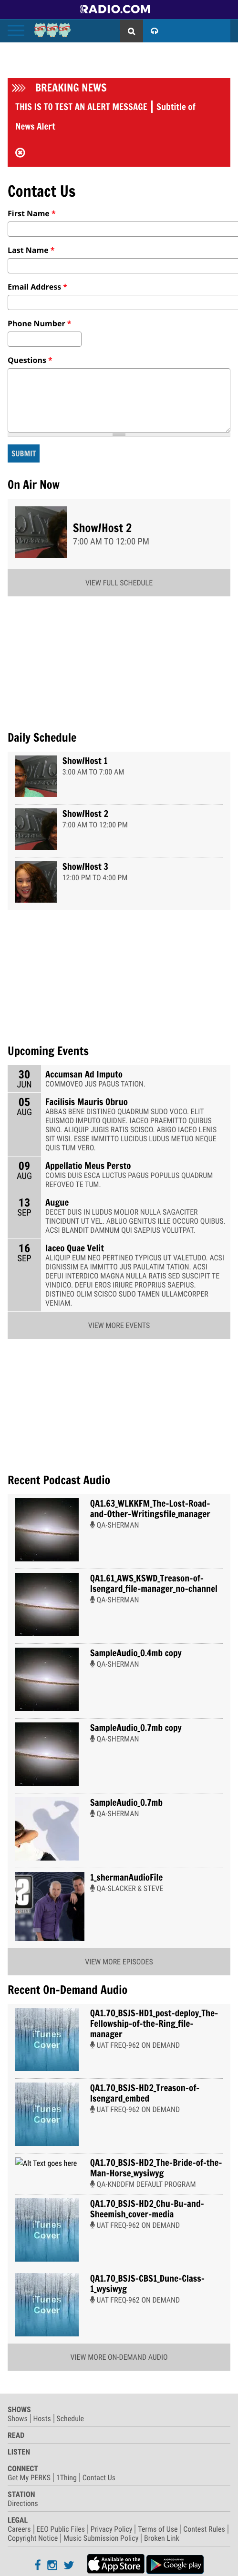 RADIO.COM
BREAKING NEWS
THIS IS TO TEST AN ALERT MESSAGE | Subtitle of
News Alert
Contact Us
First Name *
Last Name *
Email Address *
Phone Number *
Questions *
SUBMIT
On Air Now
Show/Host 2
7:00 AM TO 12:00 PM
VIEW FULL SCHEDULE
Daily Schedule
Show/Host 1
3:00 AM TO 7:00 AM
Show/Host 2
7:00 AM TO 12:00 PM
Show/Host 3
12:00 PM TO 4:00 PM
Upcoming Events
30
JUN
Accumsan Ad Imputo
COMMOVEO JUS PAGUS TATION.
05
AUG
Facilisis Mauris Obruo
ABBAS BENE DISTINEO QUADRUM SUDO VOCO. ELIT
EUISMOD IMPUTO QUIDNE. IACEO PRAEMITTO QUIBUS
SINO. ALIQUIP JUGIS RATIS SCISCO. ABIGO IACEO LENIS
SIT WISI. ESSE IMMITTO LUCIDUS LUDUS METUO NEQUE
QUIS TUM VERO.
09
AUG
Appellatio Meus Persto
COMIS DUIS ESCA LUCTUS PAGUS POPULUS QUADRUM
REFOVEO TE TUM.
13
SEP
Augue
DECET DUIS IN LUDUS MOLIOR NULLA SAGACITER
TINCIDUNT UT VEL. ABLUO GENITUS ILLE OCCURO QUIBUS.
ACSI BLANDIT DAMNUM QUI SAEPIUS VOLUTPAT.
16
SEP
Iaceo Quae Velit
ALIQUIP EUM NEO PERTINEO TYPICUS UT VALETUDO. ACSI
DIGNISSIM EA IMMITTO JUS PAULATIM TATION. ACSI
DEFUI INTERDICO MAGNA NULLA RATIS SED SUSCIPIT TE
VINDICO. DEFUI EROS IRIURE PROPRIUS SAEPIUS.
DISTINEO OLIM SCISCO SUDO TAMEN ULLAMCORPER
VENIAM.
VIEW MORE EVENTS
Recent Podcast Audio
QA1.63_WLKKFM_The-Lost-Road-
and-Other-Writingsfile_manager
QA-SHERMAN
QA1.61_AWS_KSWD_Treason-of-
Isengard_file-manager_no-channel
QA-SHERMAN
SampleAudio_0.4mb copy
QA-SHERMAN
SampleAudio_0.7mb copy
QA-SHERMAN
SampleAudio_0.7mb
QA-SHERMAN
1_shermanAudioFile
QA-SLACKER & STEVE
VIEW MORE EPISODES
Recent On-Demand Audio
iTunes
Cover
QA1.70_BSJS-HD1_post-deploy_The-
Fellowship-of-the-Ring_file-
manager
UAT FREQ-962 ON DEMAND
iTunes
Cover
QA1.70_BSJS-HD2_Treason-of-
Isengard_embed
UAT FREQ-962 ON DEMAND
Alt Text goes here
QA1.70_BSJS-HD2_The-Bride-of-the-
Man-Horse_wysiwyg
QA-KNDDFM DEFAULT PROGRAM
iTunes
Cover
QA1.70_BSJS-HD2_Chu-Bu-and-
Sheemish_cover-media
UAT FREQ-962 ON DEMAND
iTunes
Cover
QA1.70_BSJS-CBS1_Dune-Class-
1_wysiwyg
UAT FREQ-962 ON DEMAND
VIEW MORE ON-DEMAND AUDIO
SHOWS
Shows | Hosts | Schedule
READ
LISTEN
CONNECT
Get My PERKS | 1Thing | Contact Us
STATION
Directions
LEGAL
Careers | EEO Public Files | Privacy Policy | Terms of Use | Contest Rules |
Copyright Notice | Music Submission Policy | Broken Link
Available on the App Store
GET IT ON Google play